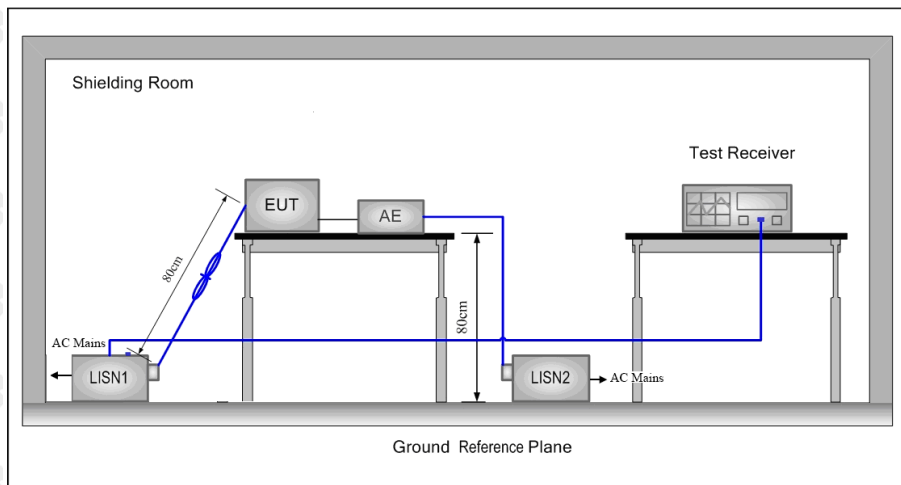 Shielding Room
Test Receiver
EUT
AE
80cm
80cm
AC Mains
LISN1
LISN2
AC Mains
Ground Reference Plane